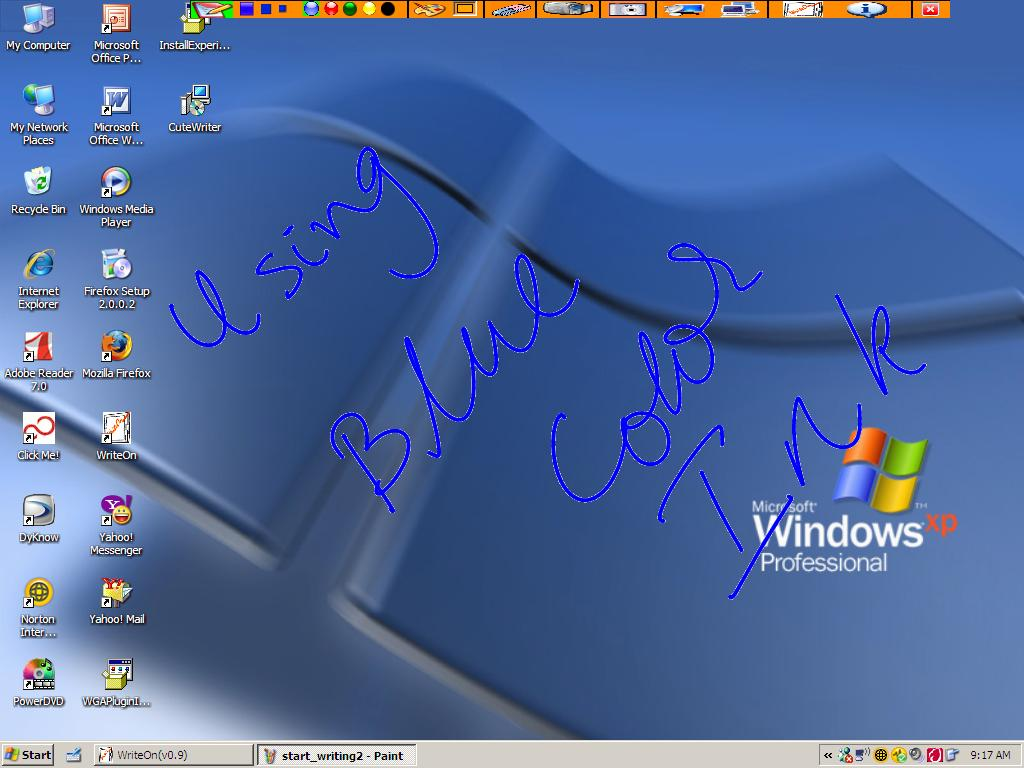 My Computer
Microsoft Office P...
InstallExperi...
My Network Places
Microsoft Office W...
CuteWriter
Recycle Bin
Windows Media Player
Internet Explorer
Firefox Setup 2.0.0.2
Adobe Reader 7.0
Mozilla Firefox
Click Me!
WriteOn
DyKnow
Yahoo! Messenger
Norton Inter...
Yahoo! Mail
PowerDVD
WGAPluginI...
Using
Blue
Color
Ink
Microsoft®
Windows xp™
Professional
Start
WriteOn(v0.9)
start_writing2 - Paint
9:17 AM